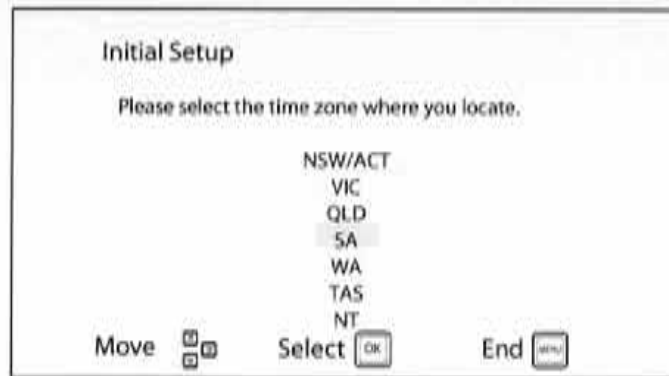 Initial Setup
Please select the time zone where you locate.
NSW/ACT
VIC
QLD
SA
WA
TAS
NT
Move Select OK End MENU